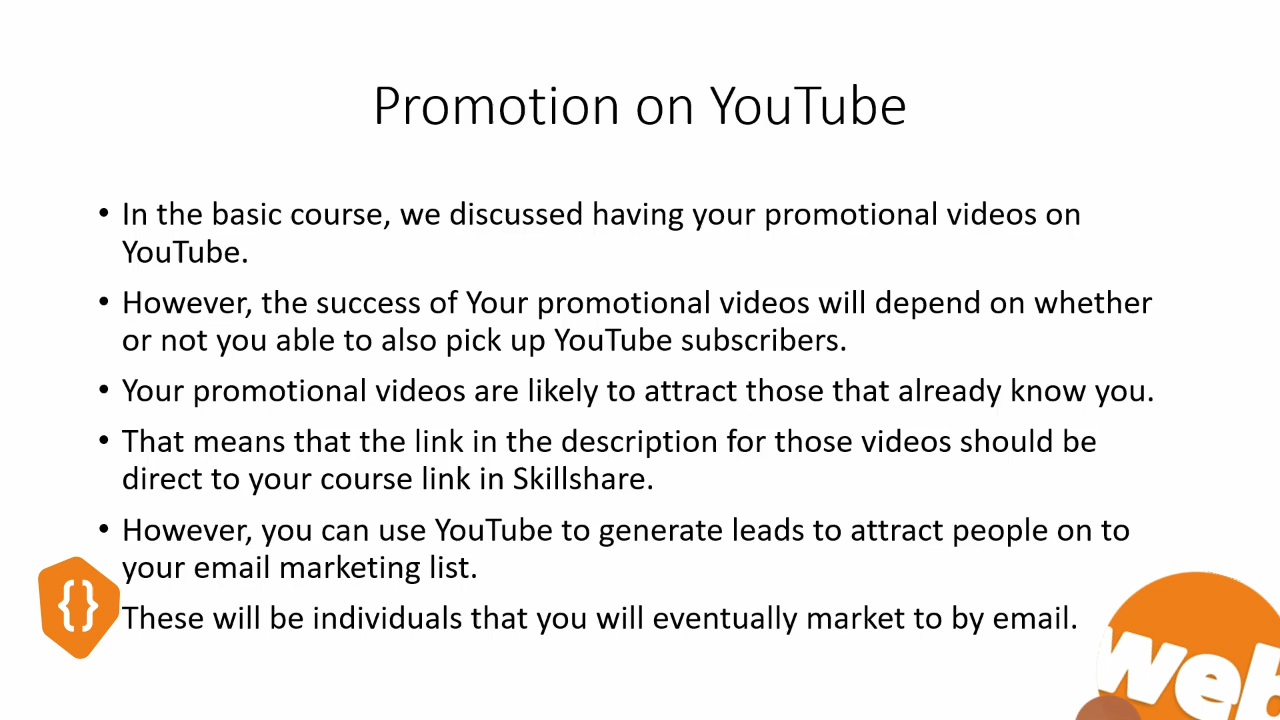 Promotion on YouTube
• In the basic course, we discussed having your promotional videos on
YouTube.
• However, the success of Your promotional videos will depend on whether
or not you able to also pick up YouTube subscribers.
• Your promotional videos are likely to attract those that already know you.
• That means that the link in the description for those videos should be
direct to your course link in Skillshare.
• However, you can use YouTube to generate leads to attract people on to
your email marketing list.
{}
These will be individuals that you will eventually market to by email.
web